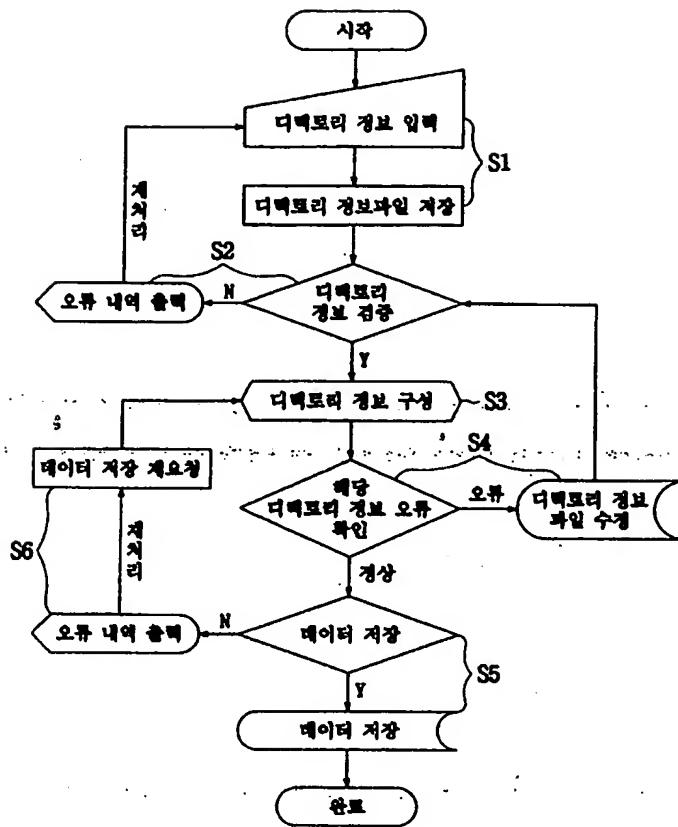 시작
디렉토리 정보 입력
S1
재처리
디렉토리 정보파일 저장
S2
오류 내역 출력
N
디렉토리
정보 검증
Y
디렉토리 정보 구성
S3
데이터 저장 재요청
S4
해당
디렉토리 정보 오류
확인
오류
디렉토리 정보
파일 수정
S6
재처리
정상
오류 내역 출력
N
데이터 저장
S5
Y
데이터 저장
완료